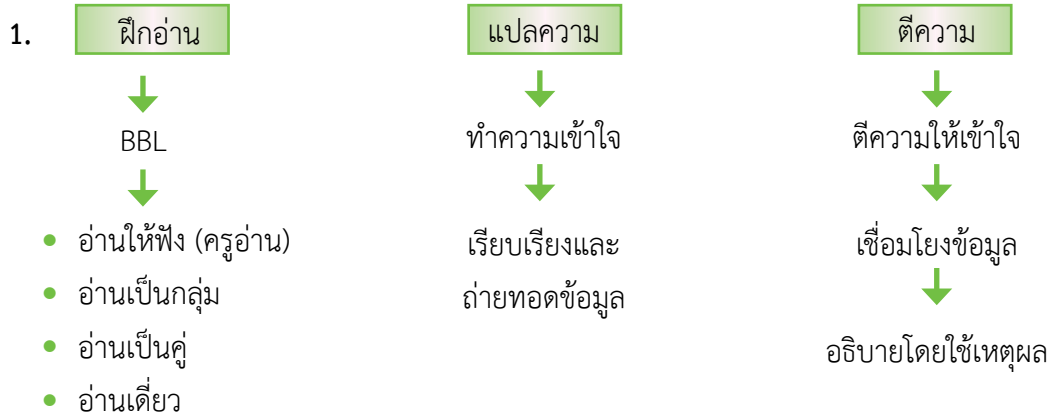 1. ฝึกอ่าน
BBL
• อ่านให้ฟัง (ครูอ่าน)
• อ่านเป็นกลุ่ม
• อ่านเป็นคู่
• อ่านเดี่ยว
แปลความ
ทำความเข้าใจ
เรียบเรียงและ
ถ่ายทอดข้อมูล
ตีความ
ตีความให้เข้าใจ
เชื่อมโยงข้อมูล
อธิบายโดยใช้เหตุผล